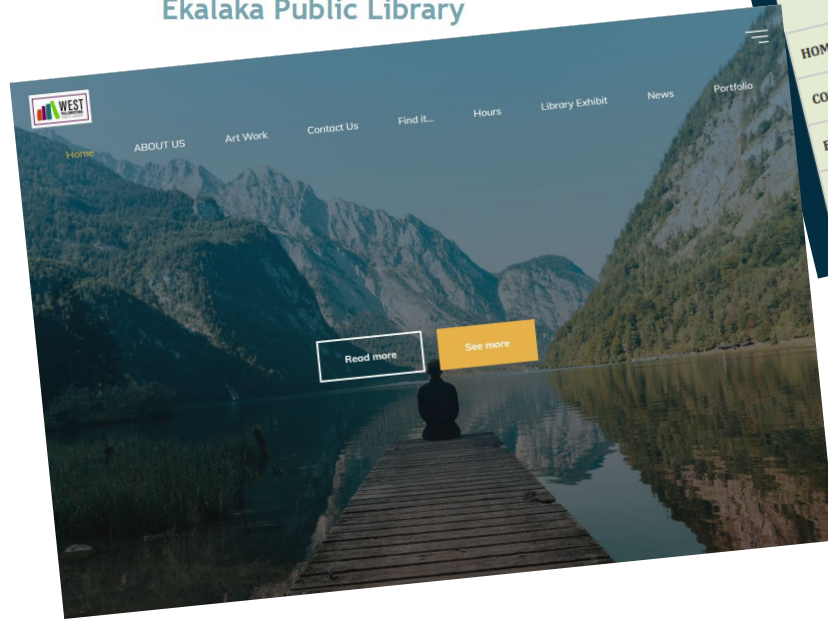 Ekalaka Public Library
WEST
Home
ABOUT US
Art Work
Contact Us
Find it...
Hours
Library Exhibit
News
Portfolio
Read more
See more
HOM
CO